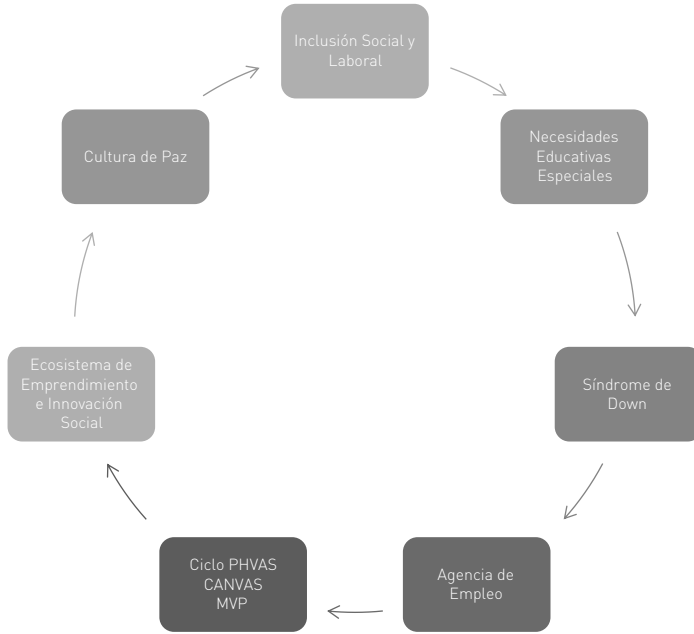 Inclusión Social y
Laboral
Necesidades
Educativas
Especiales
Síndrome de
Down
Agencia de
Empleo
Ciclo PHVAS
CANVAS
MVP
Ecosistema de
Emprendimiento
e Innovación
Social
Cultura de Paz